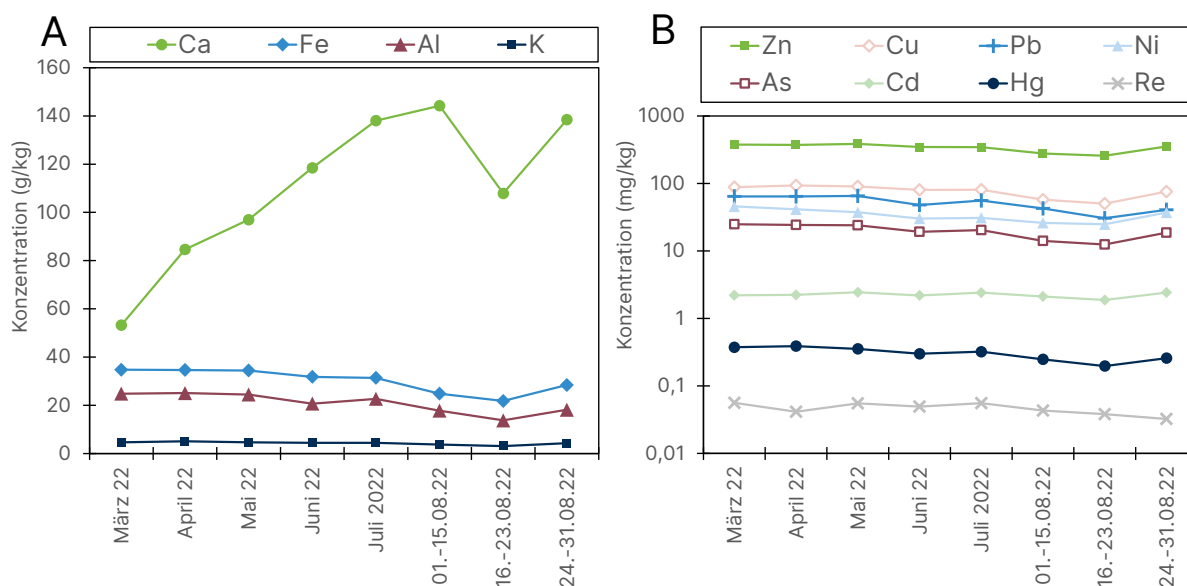 A
Ca Fe Al K
Konzentration (g/kg)
160
140
120
100
80
60
40
20
0
März 22
April 22
Mai 22
Juni 22
Juli 2022
01.-15.08.22
16.-23.08.22
24.-31.08.22
B
Zn Cu Pb Ni
As Cd Hg Re
Konzentration (mg/kg)
1000
100
10
1
0,1
0,01
März 22
April 22
Mai 22
Juni 22
Juli 2022
01.-15.08.22
16.-23.08.22
24.-31.08.22